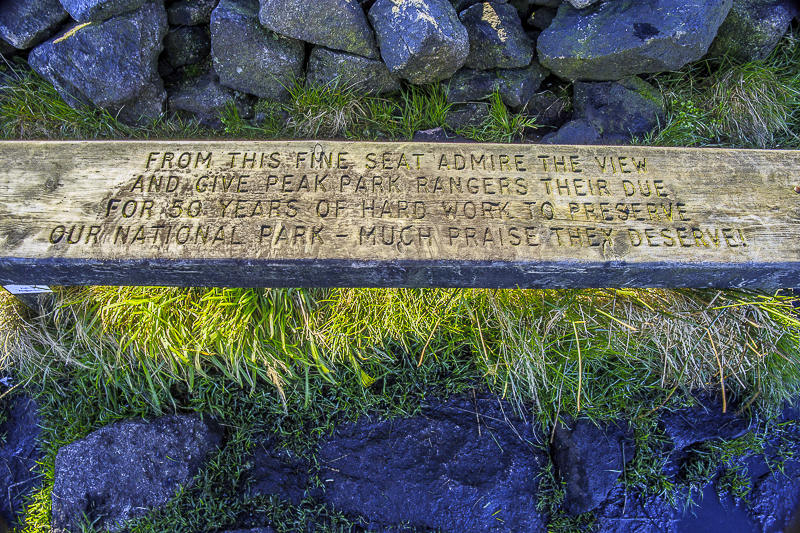 FROM THIS FINE SEAT ADMIRE THE VIEW
AND GIVE PEAK PARK RANGERS THEIR DUE
FOR 50 YEARS OF HARD WORK TO PRESERVE
OUR NATIONAL PARK – MUCH PRAISE THEY DESERVE!